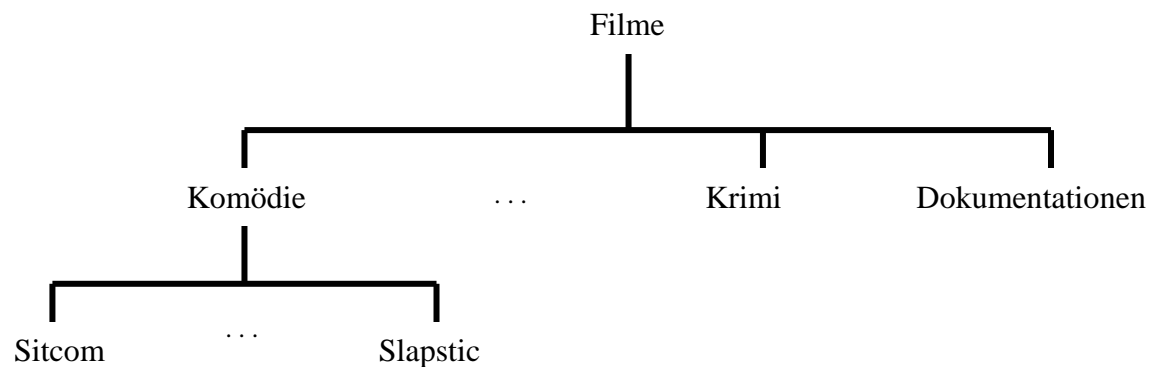 Filme
Komödie . . . Krimi Dokumentationen
Sitcom . . . Slapstic